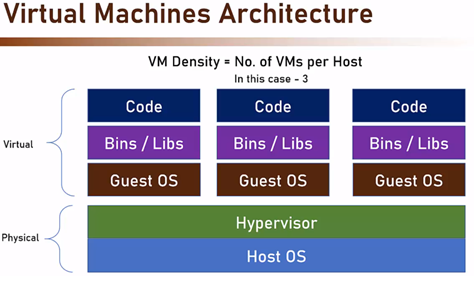 Virtual Machines Architecture
VM Density = No. of VMs per Host
In this case - 3
Code Code Code
Virtual
Bins / Libs Bins / Libs Bins / Libs
Guest OS Guest OS Guest OS
Hypervisor
Physical
Host OS